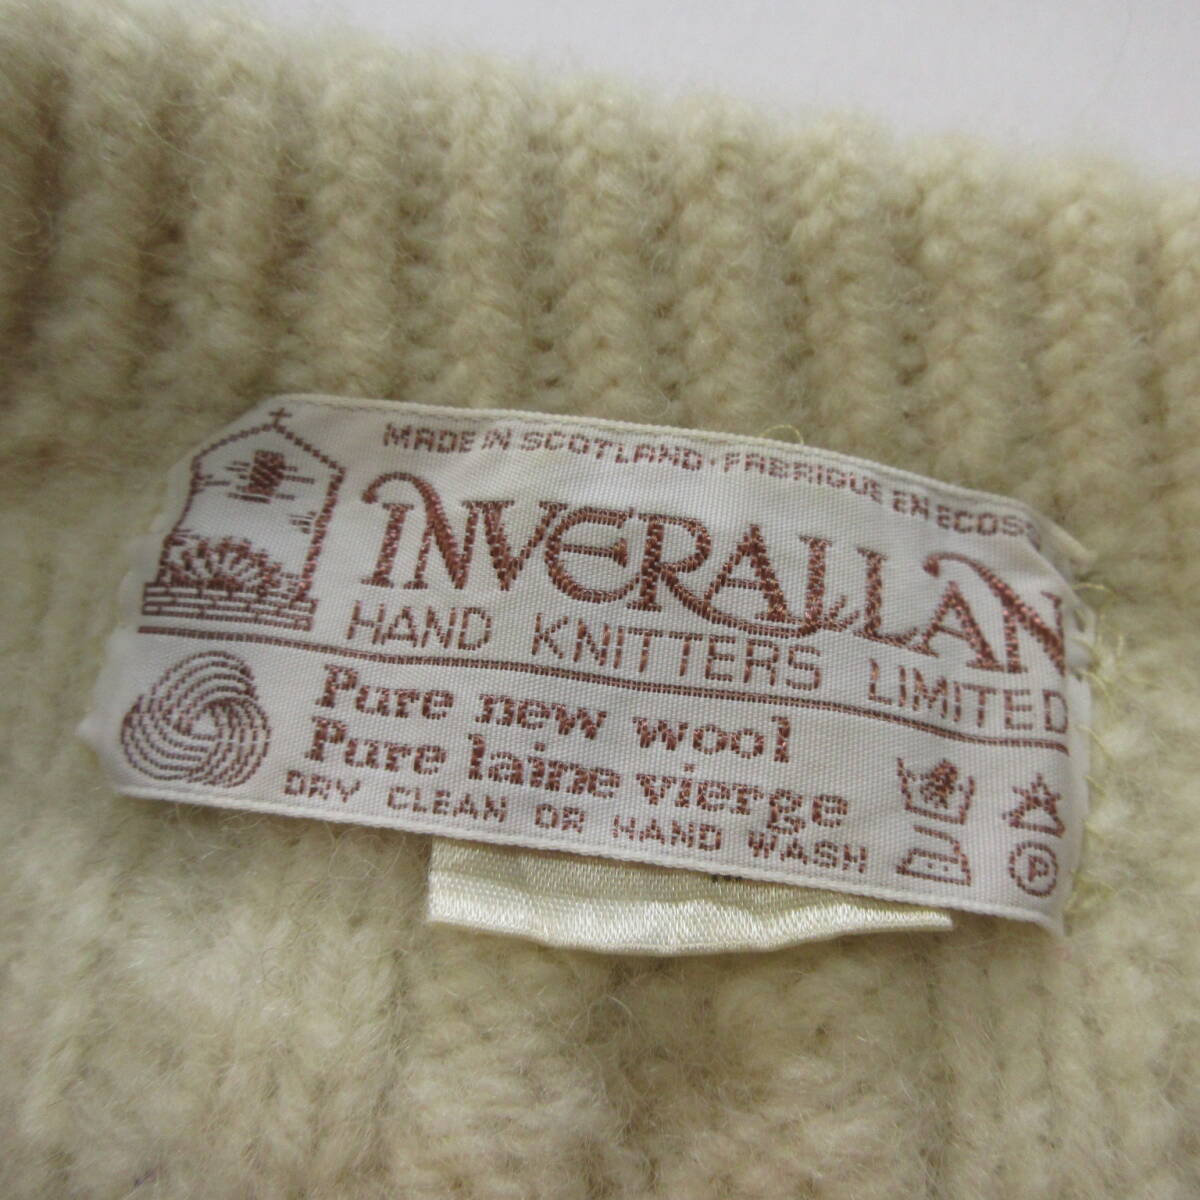 MADE IN SCOTLAND·FABRIQUE EN ECOSSE
INVERALLAN
HAND KNITTERS LIMITED
Pure new wool
Pure laine vierge
DRY CLEAN OR HAND WASH
P